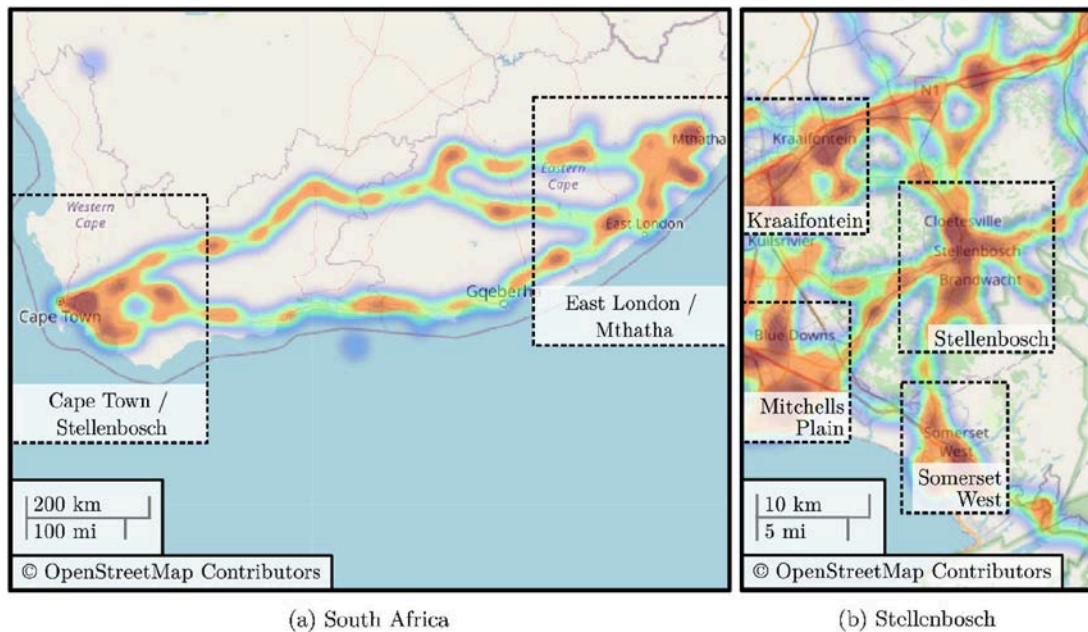 Western
Cape
Cape Town
Eastern
Cape
Mthatha
East London
Gqeberha
East London /
Mthatha
Cape Town /
Stellenbosch
200 km
100 mi
© OpenStreetMap Contributors
(a) South Africa
N1
Kraaifontein
Kraaifontein
Kuilsrivier
Cloetesville
Stellenbosch
Brandwacht
Stellenbosch
Blue Downs
Mitchells
Plain
Somerset
West
Somerset
West
10 km
5 mi
© OpenStreetMap Contributors
(b) Stellenbosch